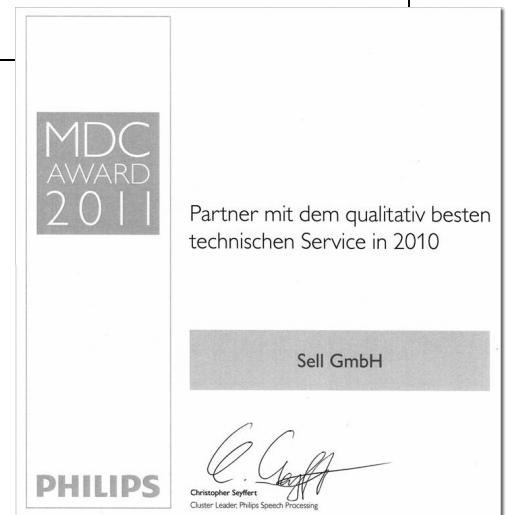 MDC
AWARD
2011
Partner mit dem qualitativ besten
technischen Service in 2010
Sell GmbH
C. Seyffert
Christopher Seyffert
Cluster Leader, Philips Speech Processing
PHILIPS